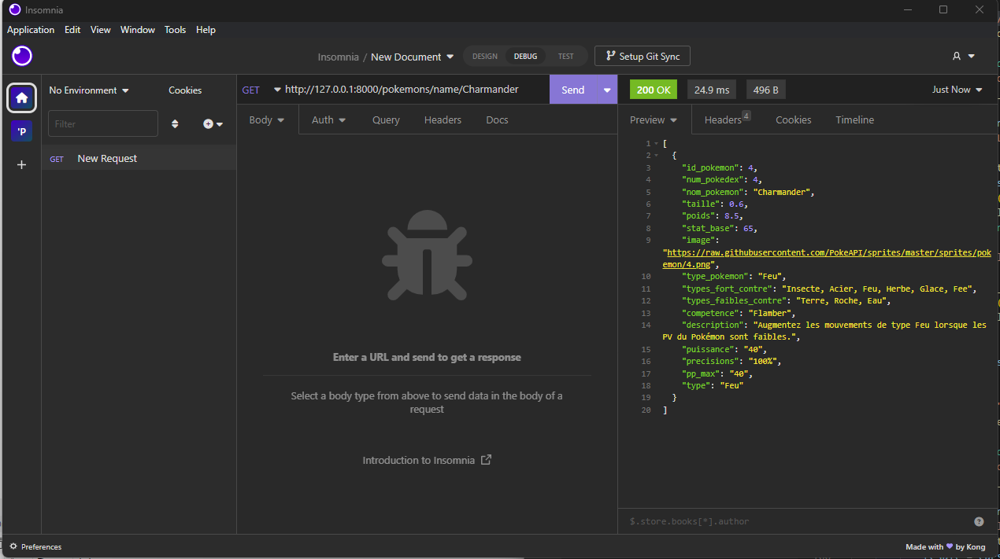 Insomnia
Application Edit View Window Tools Help
Insomnia / New Document DESIGN DEBUG TEST Setup Git Sync
No Environment Cookies
GET http://127.0.0.1:8000/pokemons/name/Charmander Send
200 OK 24.9 ms 496 B Just Now
Filter
'P
GET New Request
Body Auth Query Headers Docs
Preview Headers 4 Cookies Timeline
Enter a URL and send to get a response
Select a body type from above to send data in the body of a
request
Introduction to Insomnia
1 [
2 {
3 "id_pokemon": 4,
4 "num_pokedex": 4,
5 "nom_pokemon": "Charmander",
6 "taille": 0.6,
7 "poids": 8.5,
8 "stat_base": 65,
9 "image":
"https://raw.githubusercontent.com/PokeAPI/sprites/master/sprites/pok
emon/4.png",
10 "type_pokemon": "Feu",
11 "types_fort_contre": "Insecte, Acier, Feu, Herbe, Glace, Fee",
12 "types_faibles_contre": "Terre, Roche, Eau",
13 "competence": "Flamber",
14 "description": "Augmentez les mouvements de type Feu lorsque les
PV du Pokémon sont faibles.",
15 "puissance": "40",
16 "precisions": "100%",
17 "pp_max": "40",
18 "type": "Feu"
19 }
20 ]
$.store.books[*].author
Preferences
Made with 💜 by Kong